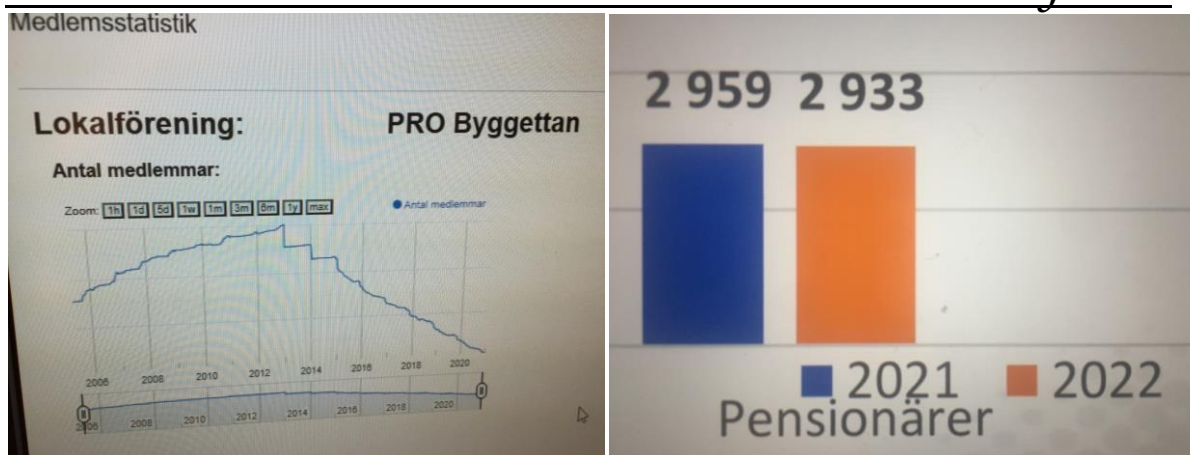 Medlemsstatistik
Lokalförening: PRO Byggettan
Antal medlemmar:
Zoom: 1h 1d 5d 1w 1m 3m 6m 1y max
Antal medlemmar
2006 2008 2010 2012 2014 2016 2018 2020
2006 2008 2010 2012 2014 2016 2018 2020
2 959 2 933
2021 2022
Pensionärer